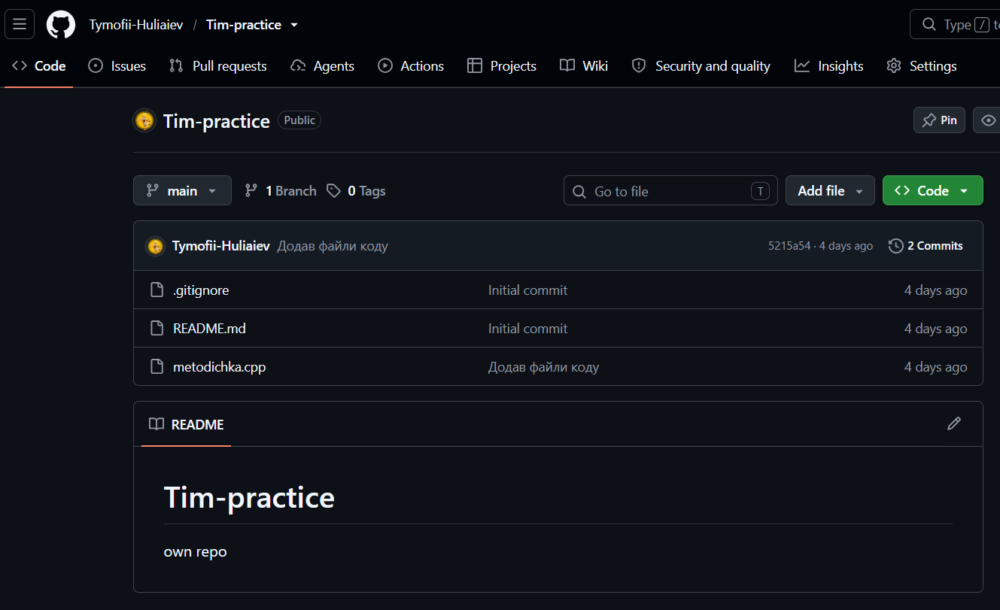 Tymofii-Huliaiev / Tim-practice
Type / to
Code Issues Pull requests Agents Actions Projects Wiki Security and quality Insights Settings
Tim-practice Public Pin
main 1 Branch 0 Tags Go to file T Add file Code
Tymofii-Huliaiev Додав файли коду 5215a54 · 4 days ago 2 Commits
.gitignore Initial commit 4 days ago
README.md Initial commit 4 days ago
metodichka.cpp Додав файли коду 4 days ago
README
Tim-practice
own repo